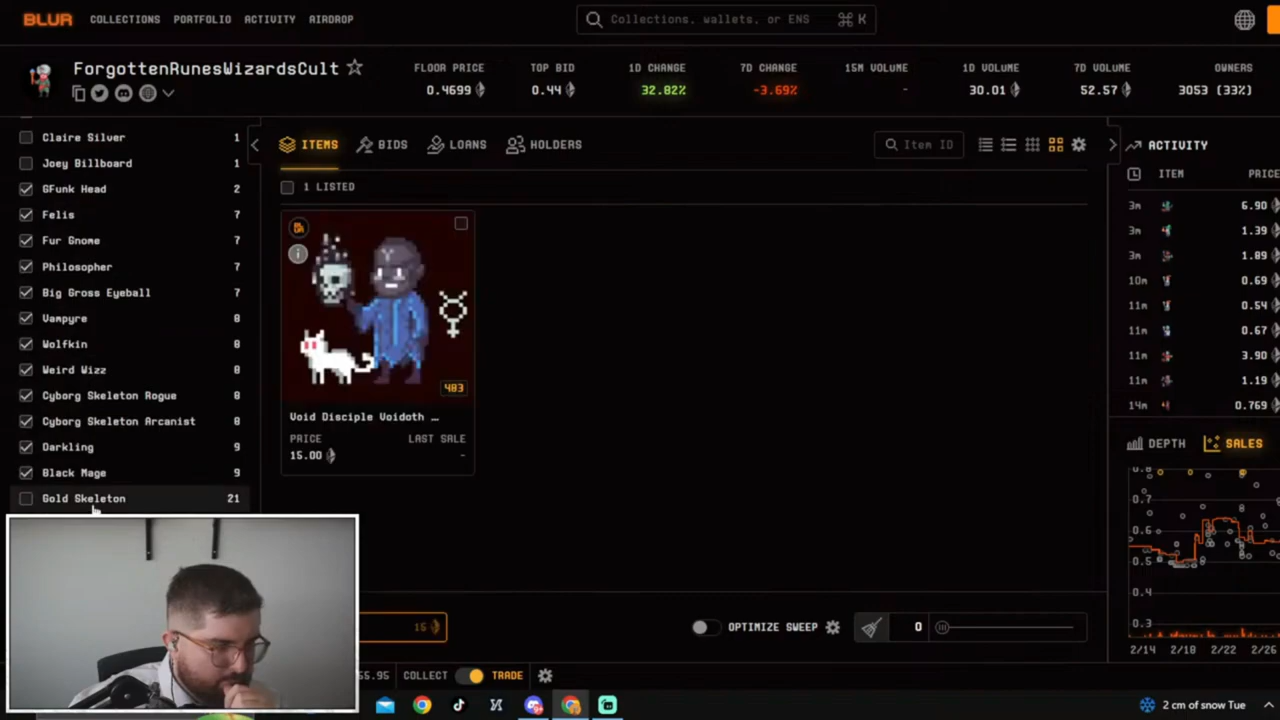 BLUR COLLECTIONS PORTFOLIO ACTIVITY AIRDROP Collections, wallets, or ENS ⌘ K
ForgottenRunesWizardsCult
FLOOR PRICE TOP BID 1D CHANGE 7D CHANGE 15M VOLUME 1D VOLUME 7D VOLUME OWNERS
0.4699 0.44 32.82% -3.69% - 30.01 52.57 3053 (33%)
Claire Silver 1
Joey Billboard 1
GFunk Head 2
Felis 7
Fur Gnome 7
Philosopher 7
Big Gross Eyeball 7
Vampyre 8
Wolfkin 8
Weird Wizz 8
Cyborg Skeleton Rogue 8
Cyborg Skeleton Arcanist 8
Darkling 9
Black Mage 9
Gold Skeleton 21
ITEMS BIDS LOANS HOLDERS Item ID
1 LISTED
483
Void Disciple Voidoth …
PRICE LAST SALE
15.00 -
ACTIVITY
ITEM PRICE
3m 6.90
3m 1.39
3m 1.89
10m 0.69
11m 0.54
11m 0.67
11m 3.90
11m 1.19
14m 0.769
DEPTH SALES
0.7
0.6
0.5
0.4
0.3
2/14 2/18 2/22 2/26
15 OPTIMIZE SWEEP 0
COLLECT TRADE
2 cm of snow Tue